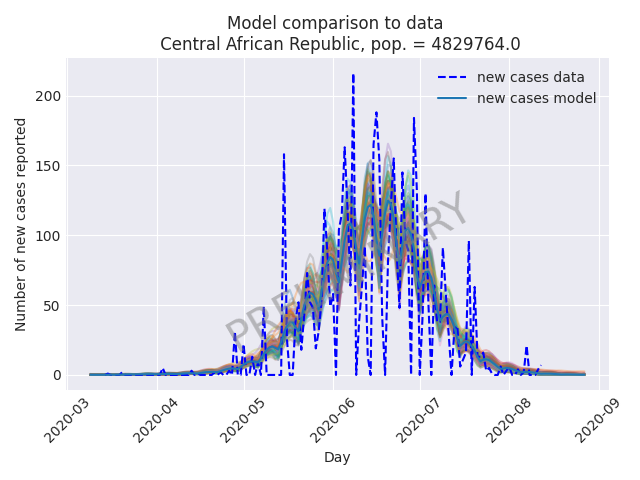 Model comparison to data
Central African Republic, pop. = 4829764.0
new cases data
new cases model
PRELIMINARY
Number of new cases reported
200
150
100
50
0
2020-03
2020-04
2020-05
2020-06
2020-07
2020-08
2020-09
Day